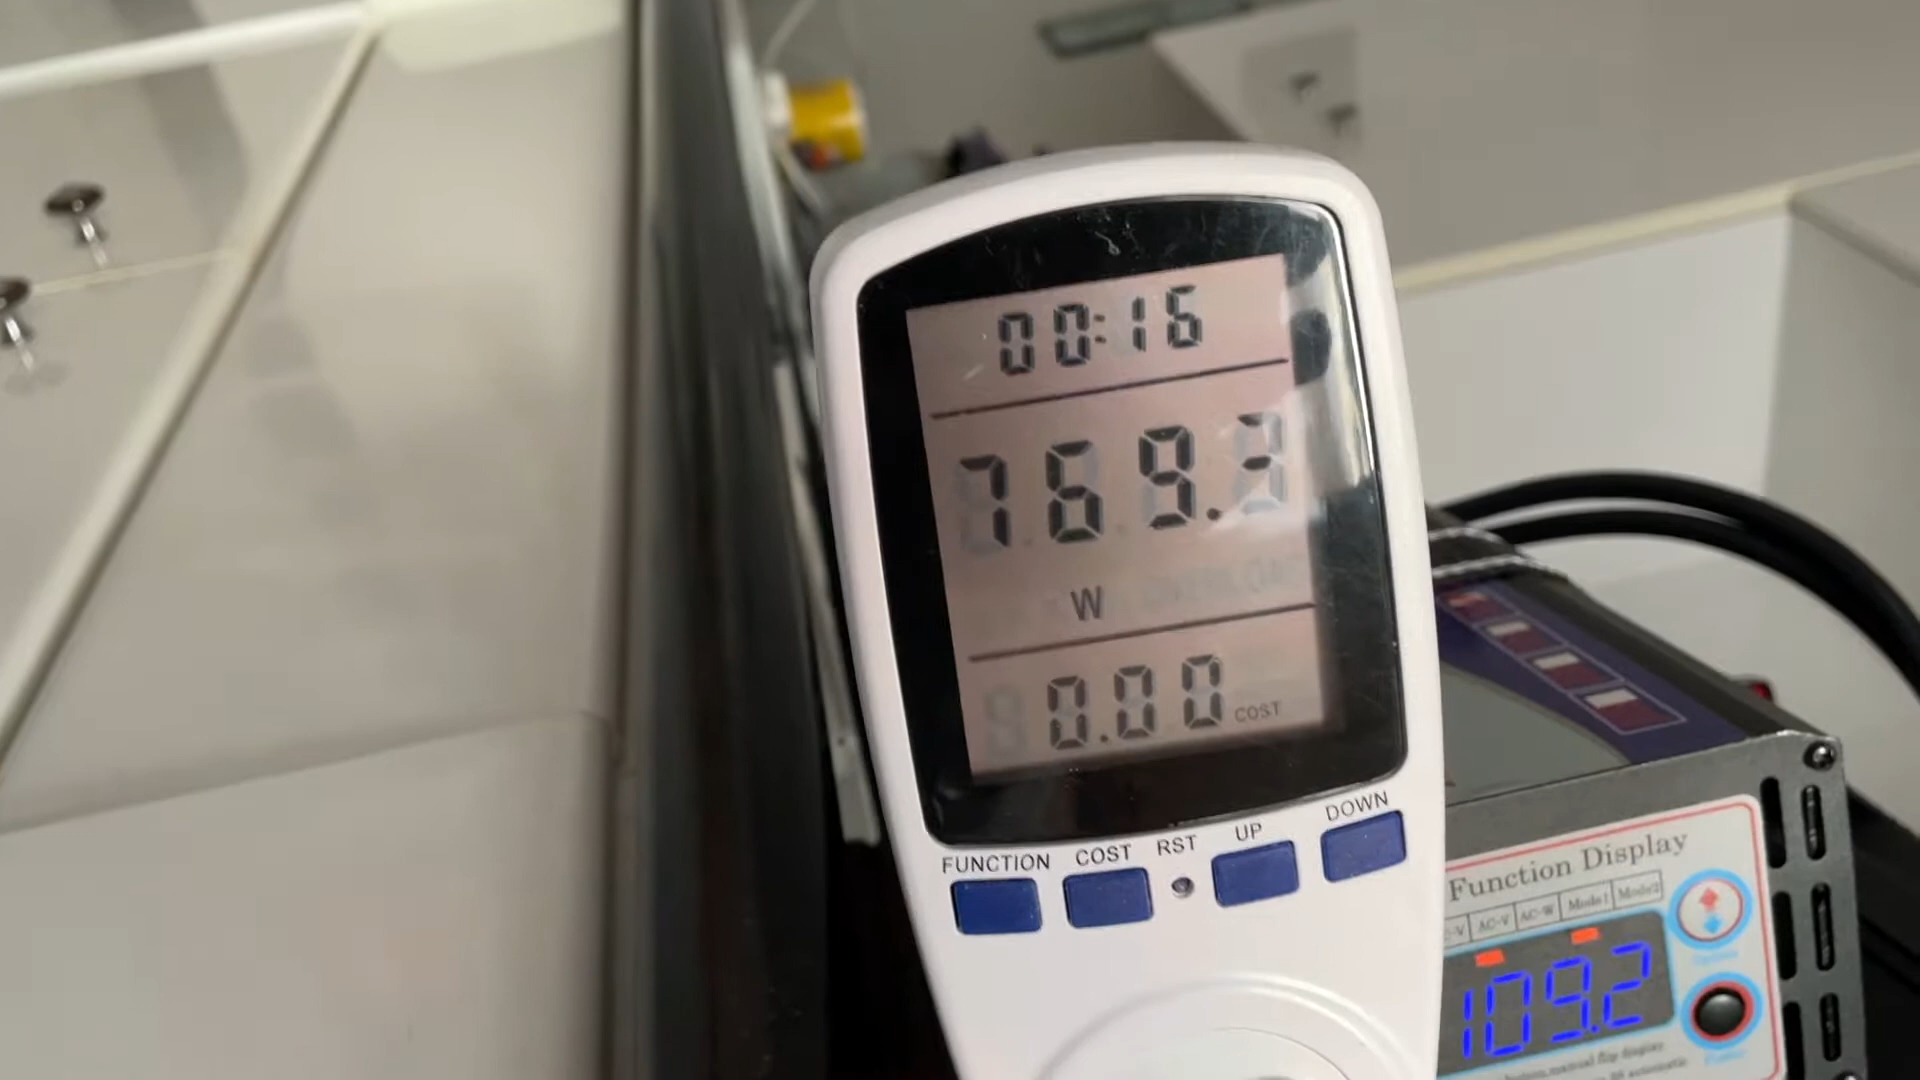 00:16
769.3
W
0.00 COST
FUNCTION COST RST UP DOWN
Function Display
AC-V AC-W Mode1 Mode2
109.2